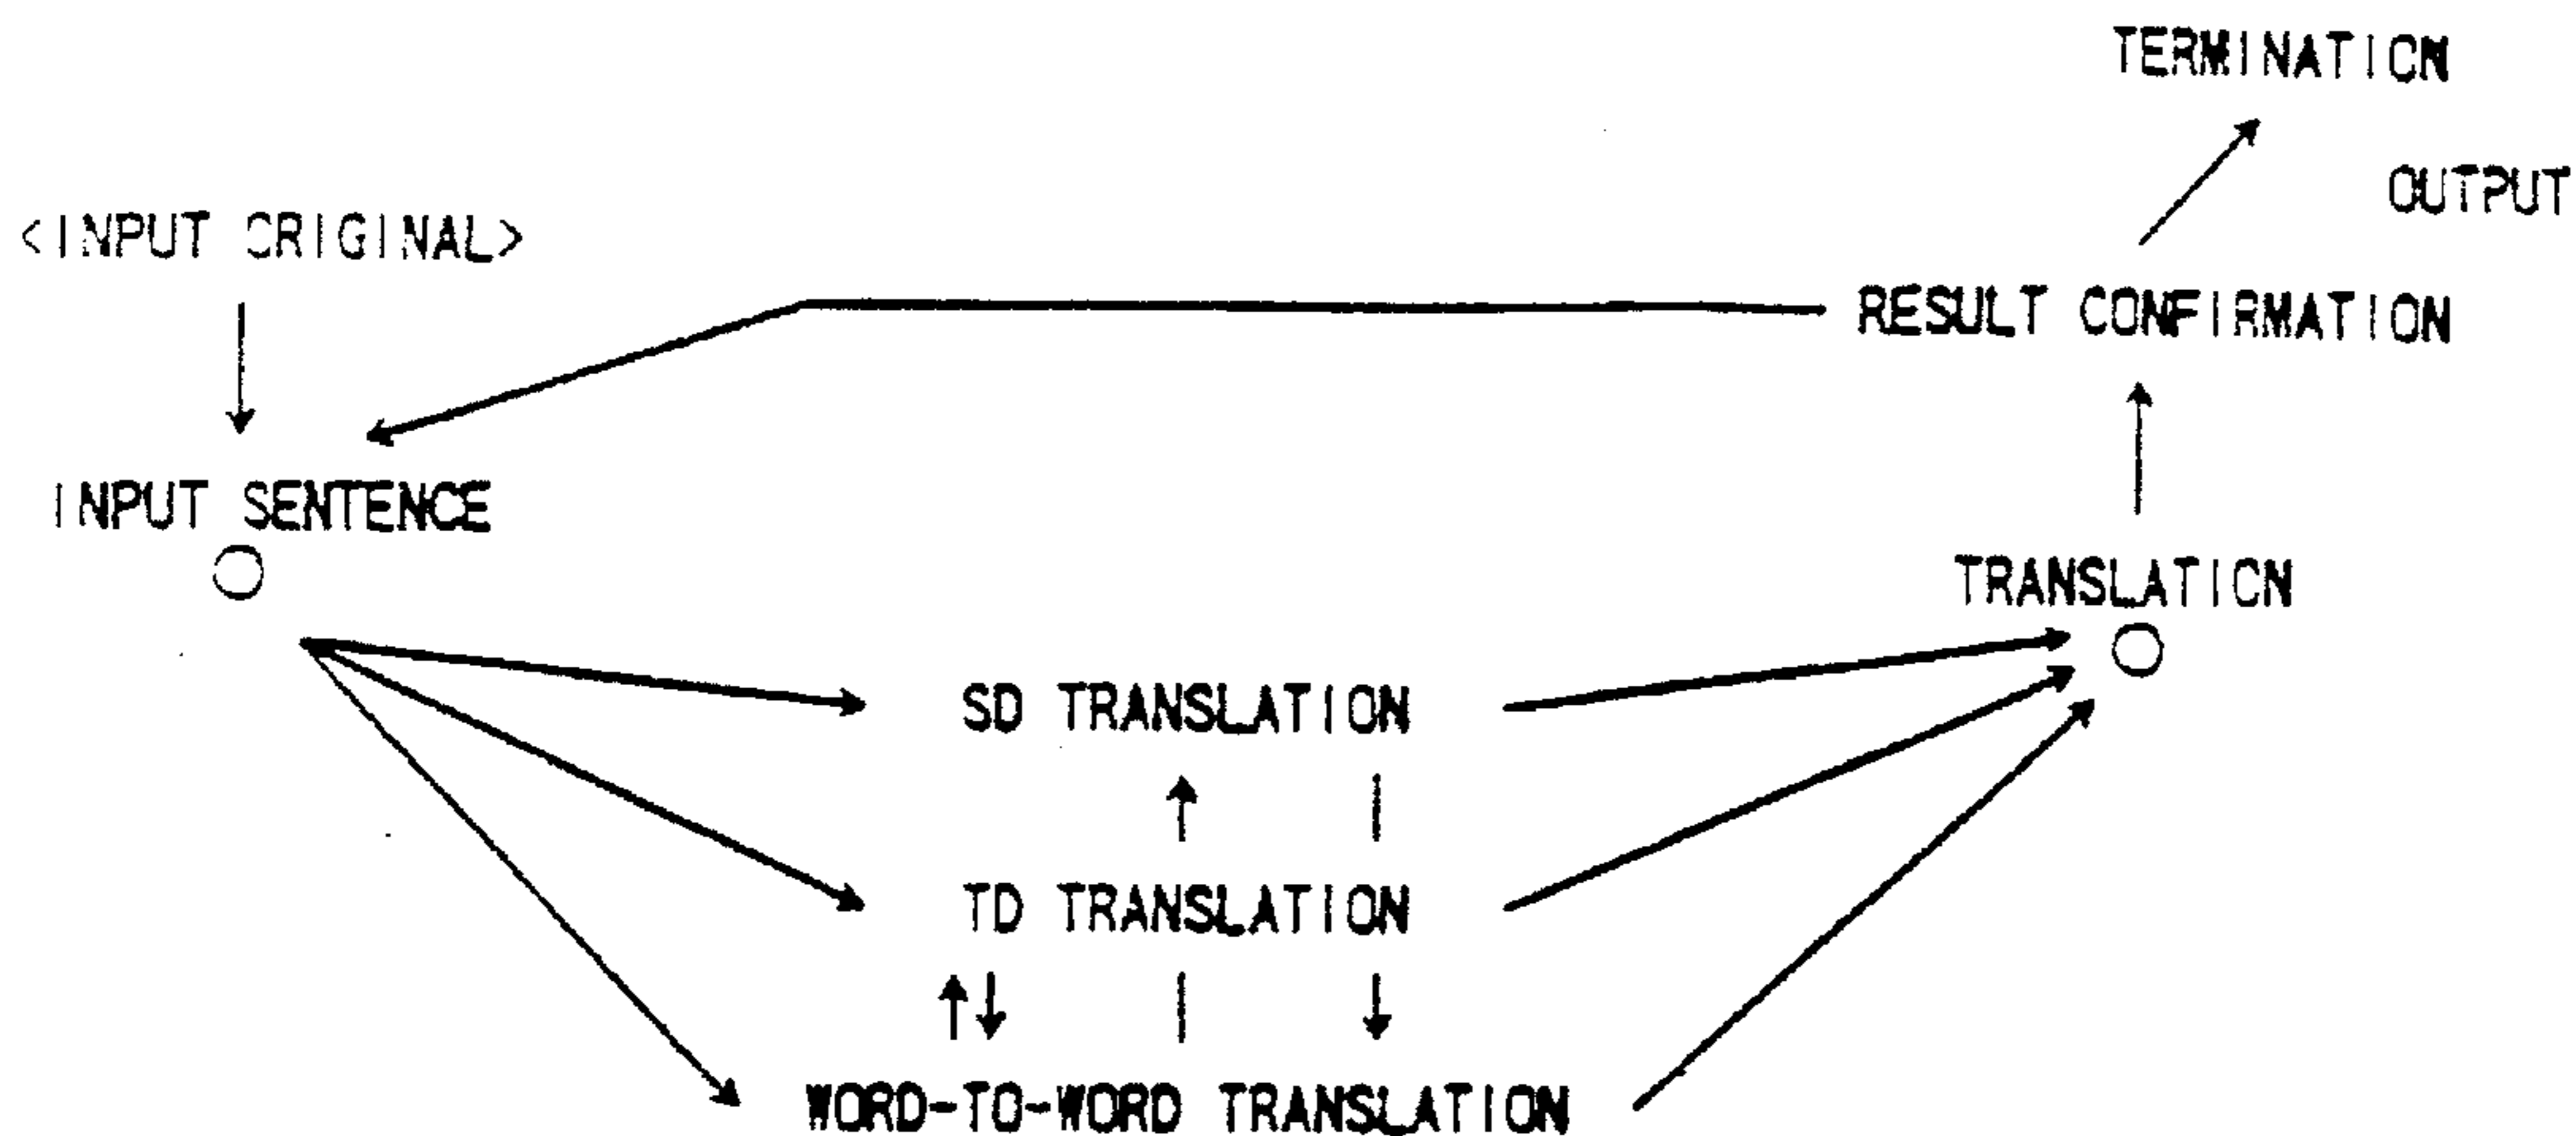 TERMINATION
OUTPUT
<INPUT ORIGINAL>
RESULT CONFIRMATION
INPUT SENTENCE
TRANSLATION
SD TRANSLATION
TD TRANSLATION
WORD-TO-WORD TRANSLATION